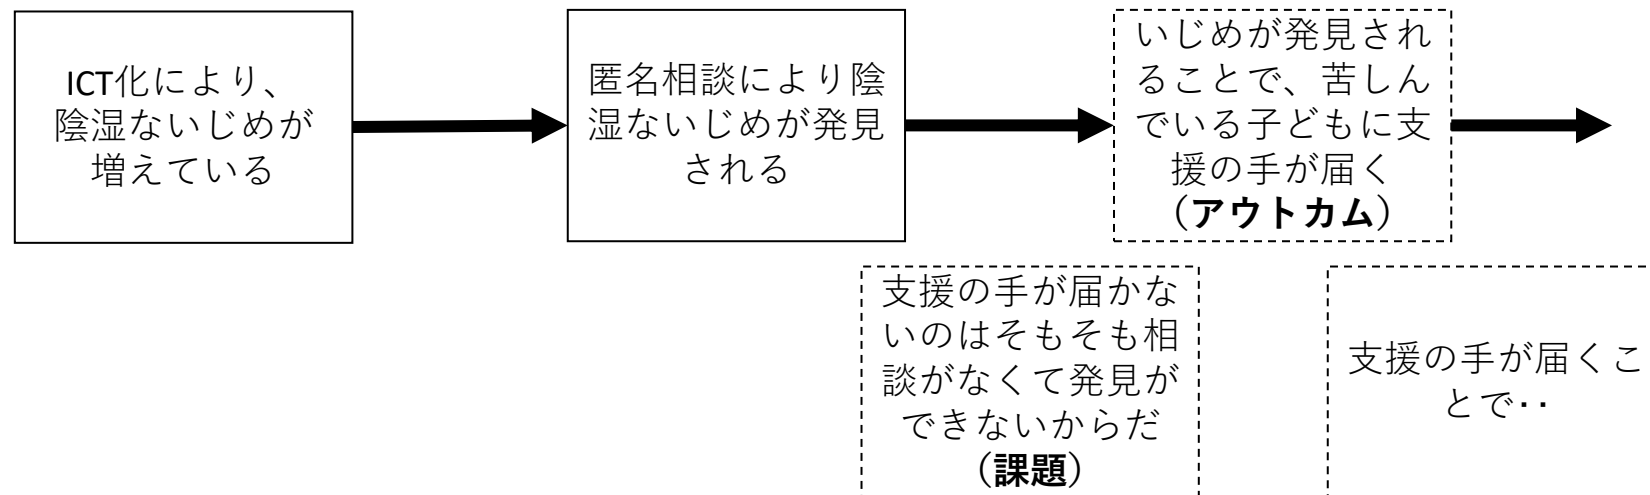 ICT化により、
陰湿ないじめが
増えている
匿名相談により陰
湿ないじめが発見
される
いじめが発見され
ることで、苦しん
でいる子どもに支
援の手が届く
（アウトカム）
支援の手が届かな
いのはそもそも相
談がなくて発見が
できないからだ
（課題）
支援の手が届くこ
とで‥